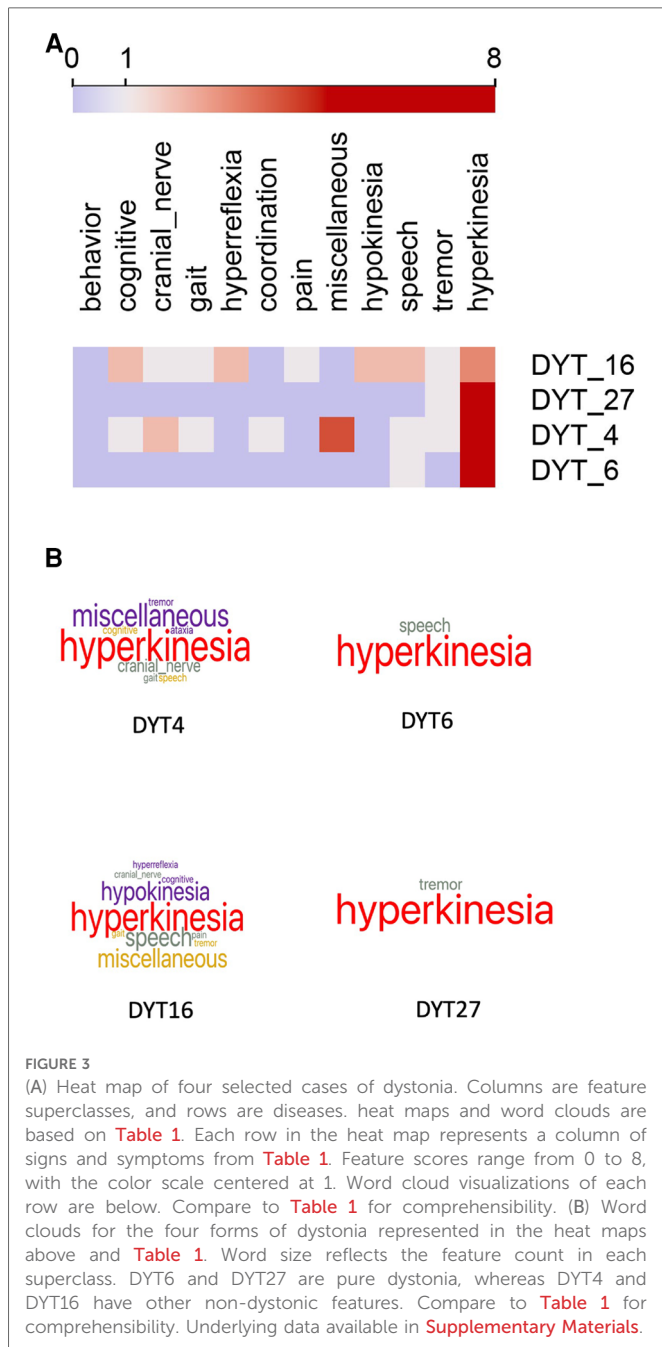 A
0 1 8
behavior
cognitive
cranial_nerve
gait
hyperreflexia
coordination
pain
miscellaneous
hypokinesia
speech
tremor
hyperkinesia
DYT_16
DYT_27
DYT_4
DYT_6
B
tremor
miscellaneous
cognitive ataxia
hyperkinesia
cranial_nerve
gait speech
DYT4
speech
hyperkinesia
DYT6
hyperreflexia
cranial_nerve cognitive
hypokinesia
hyperkinesia
gait speech pain
tremor
miscellaneous
DYT16
tremor
hyperkinesia
DYT27
FIGURE 3
(A) Heat map of four selected cases of dystonia. Columns are feature
superclasses, and rows are diseases. heat maps and word clouds are
based on Table 1. Each row in the heat map represents a column of
signs and symptoms from Table 1. Feature scores range from 0 to 8,
with the color scale centered at 1. Word cloud visualizations of each
row are below. Compare to Table 1 for comprehensibility. (B) Word
clouds for the four forms of dystonia represented in the heat maps
above and Table 1. Word size reflects the feature count in each
superclass. DYT6 and DYT27 are pure dystonia, whereas DYT4 and
DYT16 have other non-dystonic features. Compare to Table 1 for
comprehensibility. Underlying data available in Supplementary Materials.